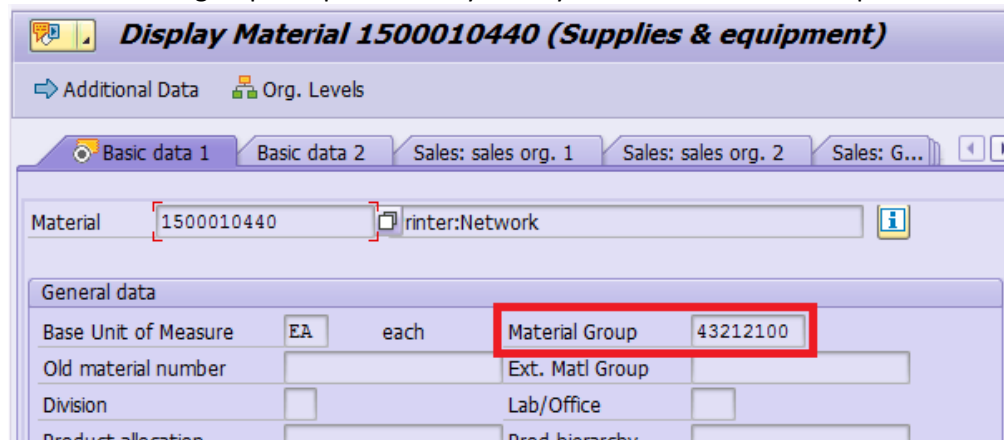 Display Material 1500010440 (Supplies & equipment)
Additional Data Org. Levels
Basic data 1 Basic data 2 Sales: sales org. 1 Sales: sales org. 2 Sales: G...
Material 1500010440 rinter:Network
General data
Base Unit of Measure EA each Material Group 43212100
Old material number Ext. Matl Group
Division Lab/Office